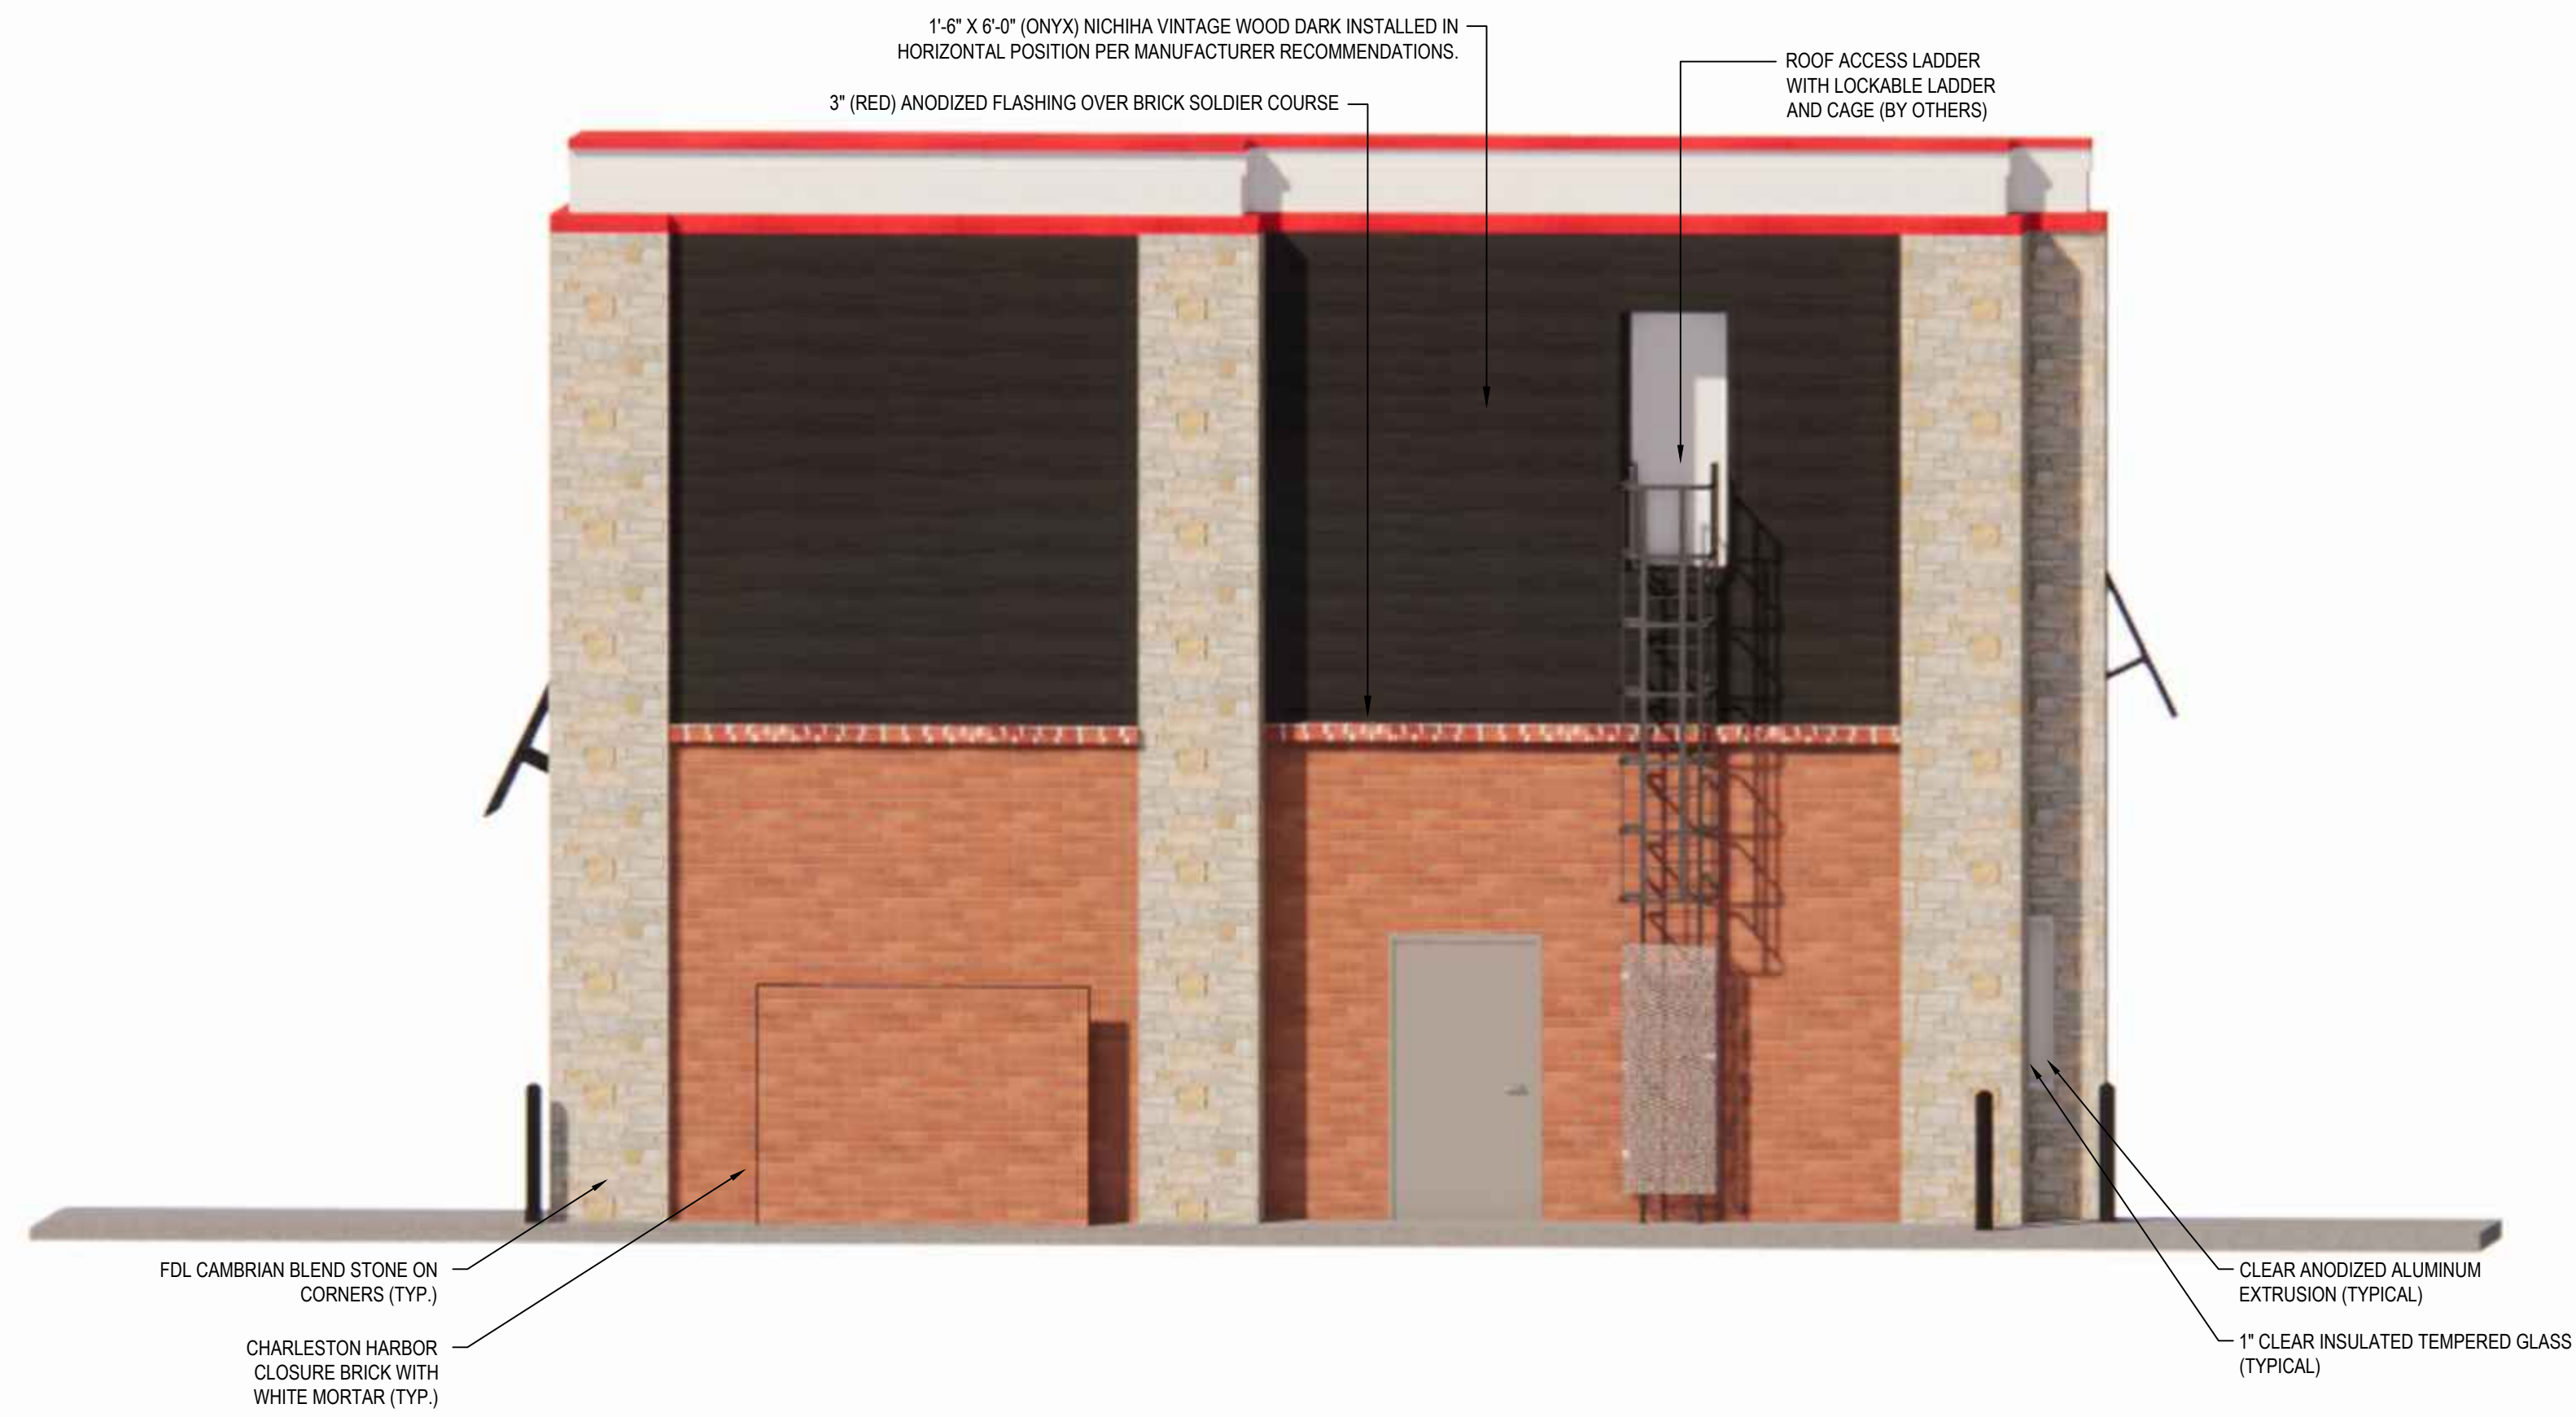 1'-6" X 6'-0" (ONYX) NICHIHA VINTAGE WOOD DARK INSTALLED IN
HORIZONTAL POSITION PER MANUFACTURER RECOMMENDATIONS.
3" (RED) ANODIZED FLASHING OVER BRICK SOLDIER COURSE
ROOF ACCESS LADDER
WITH LOCKABLE LADDER
AND CAGE (BY OTHERS)
FDL CAMBRIAN BLEND STONE ON
CORNERS (TYP.)
CHARLESTON HARBOR
CLOSURE BRICK WITH
WHITE MORTAR (TYP.)
CLEAR ANODIZED ALUMINUM
EXTRUSION (TYPICAL)
1" CLEAR INSULATED TEMPERED GLASS
(TYPICAL)